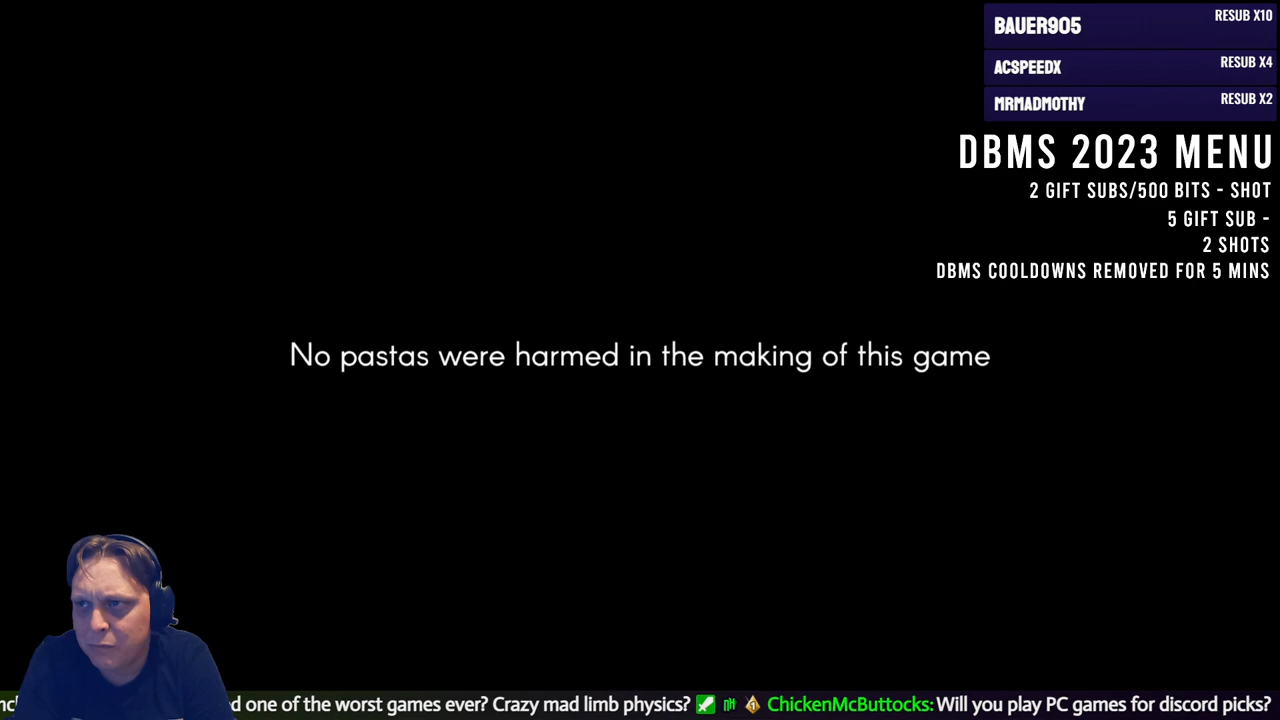 BAUER905 RESUB X10
ACSPEEDX RESUB X4
MRMADMOTHY RESUB X2
DBMS 2023 MENU
2 GIFT SUBS/500 BITS - SHOT
5 GIFT SUB -
2 SHOTS
DBMS COOLDOWNS REMOVED FOR 5 MINS
No pastas were harmed in the making of this game
one of the worst games ever? Crazy mad limb physics? ChickenMcButtocks: Will you play PC games for discord picks?